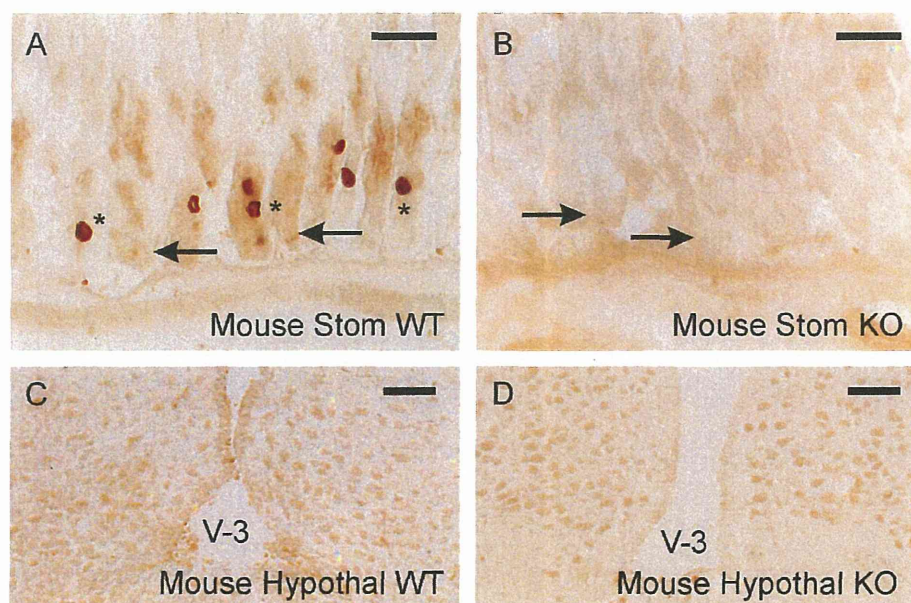 A
B
*
*
*
Mouse Stom WT
Mouse Stom KO
C
D
V-3
V-3
Mouse Hypothal WT
Mouse Hypothal KO